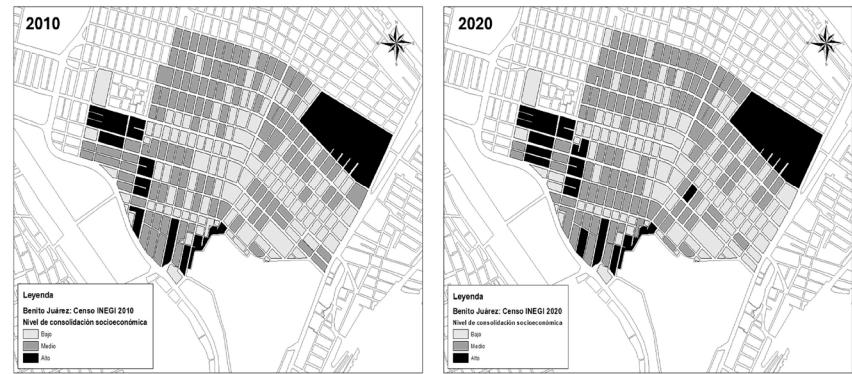 2010
Leyenda
Benito Juárez: Censo INEGI 2010
Nivel de consolidación socioeconómica
Bajo
Medio
Alto
2020
Leyenda
Benito Juárez: Censo INEGI 2020
Nivel de consolidación socioeconómica
Bajo
Medio
Alto